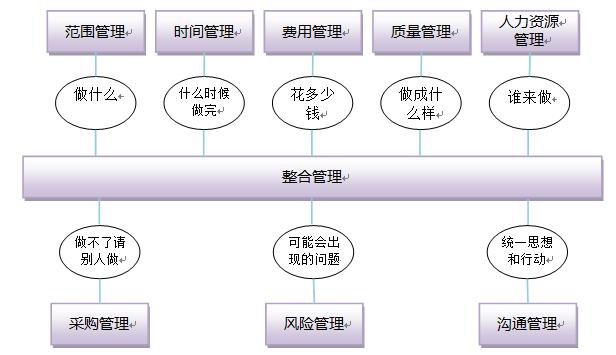 范围管理
时间管理
费用管理
质量管理
人力资源
管理
做什么
什么时候
做完
花多少
钱
做成什
么样
谁来做
整合管理
做不了请
别人做
可能会出
现的问题
统一思想
和行动
采购管理
风险管理
沟通管理